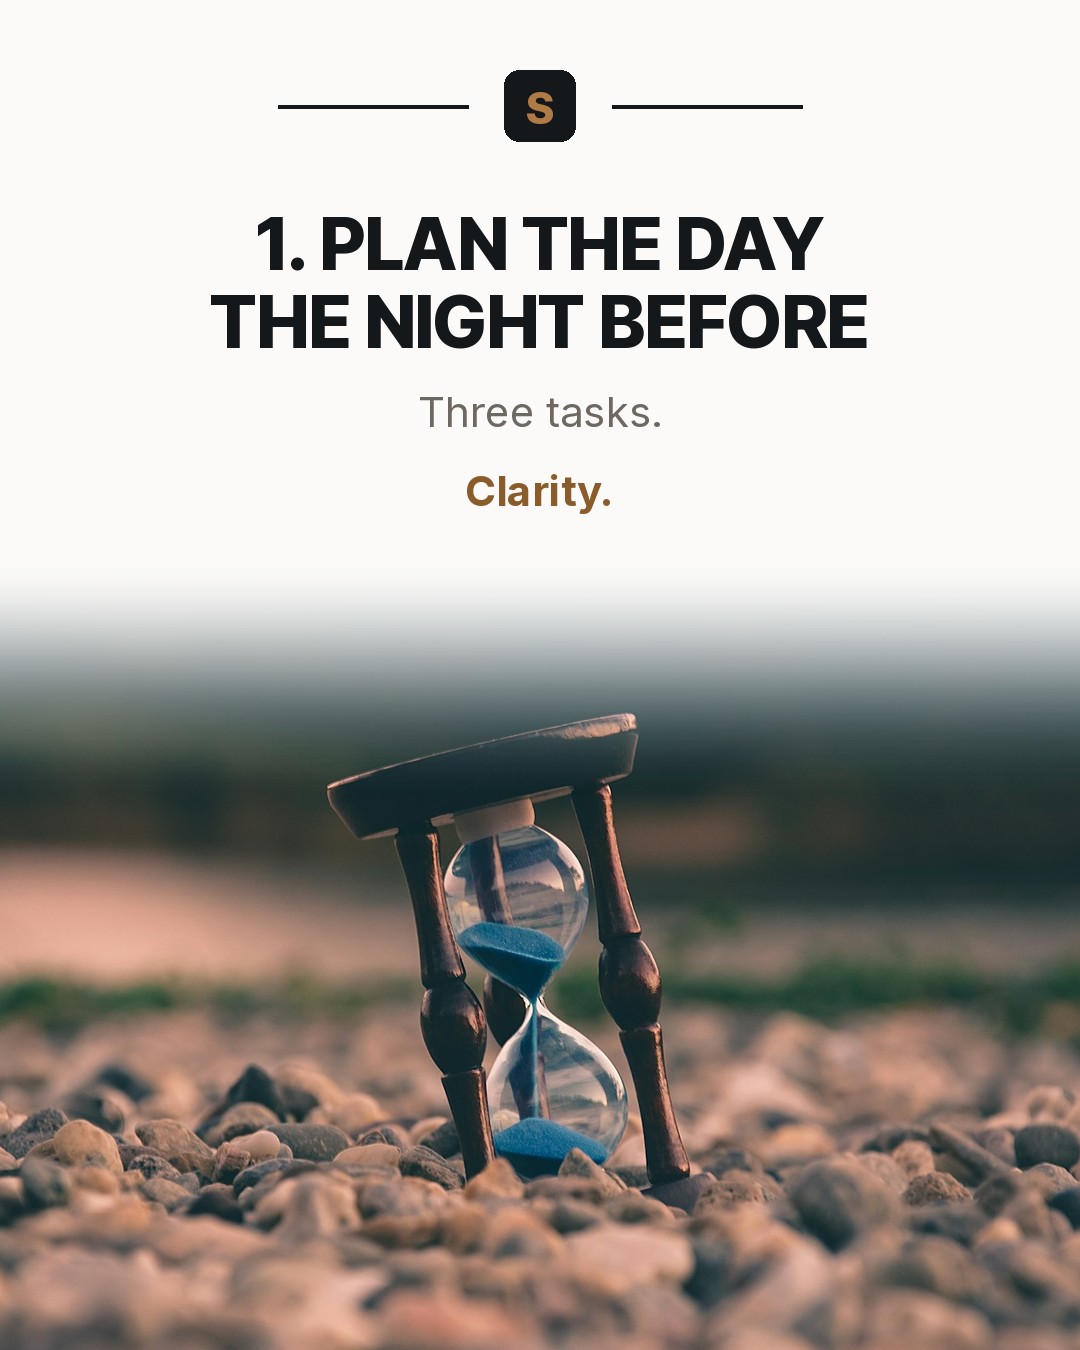 S
1. PLAN THE DAY
THE NIGHT BEFORE
Three tasks.
Clarity.